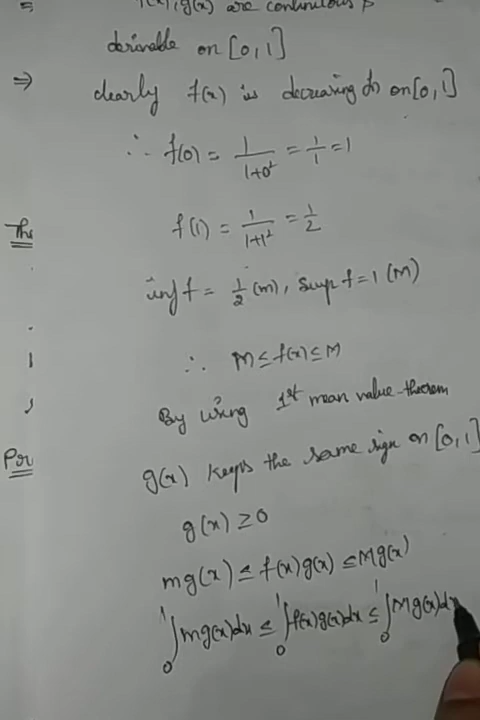 ⇒ f(x), g(x) are continuous &
derivable on [0,1]
⇒ clearly f(x) is decreasing fn on [0,1]
∴ f(0) = 1/(1+0²) = 1/1 = 1
The f(1) = 1/(1+1²) = 1/2
inf f = 1/2 (m), Sup f = 1 (M)
∴ m ≤ f(x) ≤ M
By using 1st mean value theorem
Por g(x) keeps the same sign on [0,1]
g(x) ≥ 0
mg(x) ≤ f(x)g(x) ≤ Mg(x)
∫₀¹ mg(x)dx ≤ ∫₀¹ f(x)g(x)dx ≤ ∫₀¹ Mg(x)dx